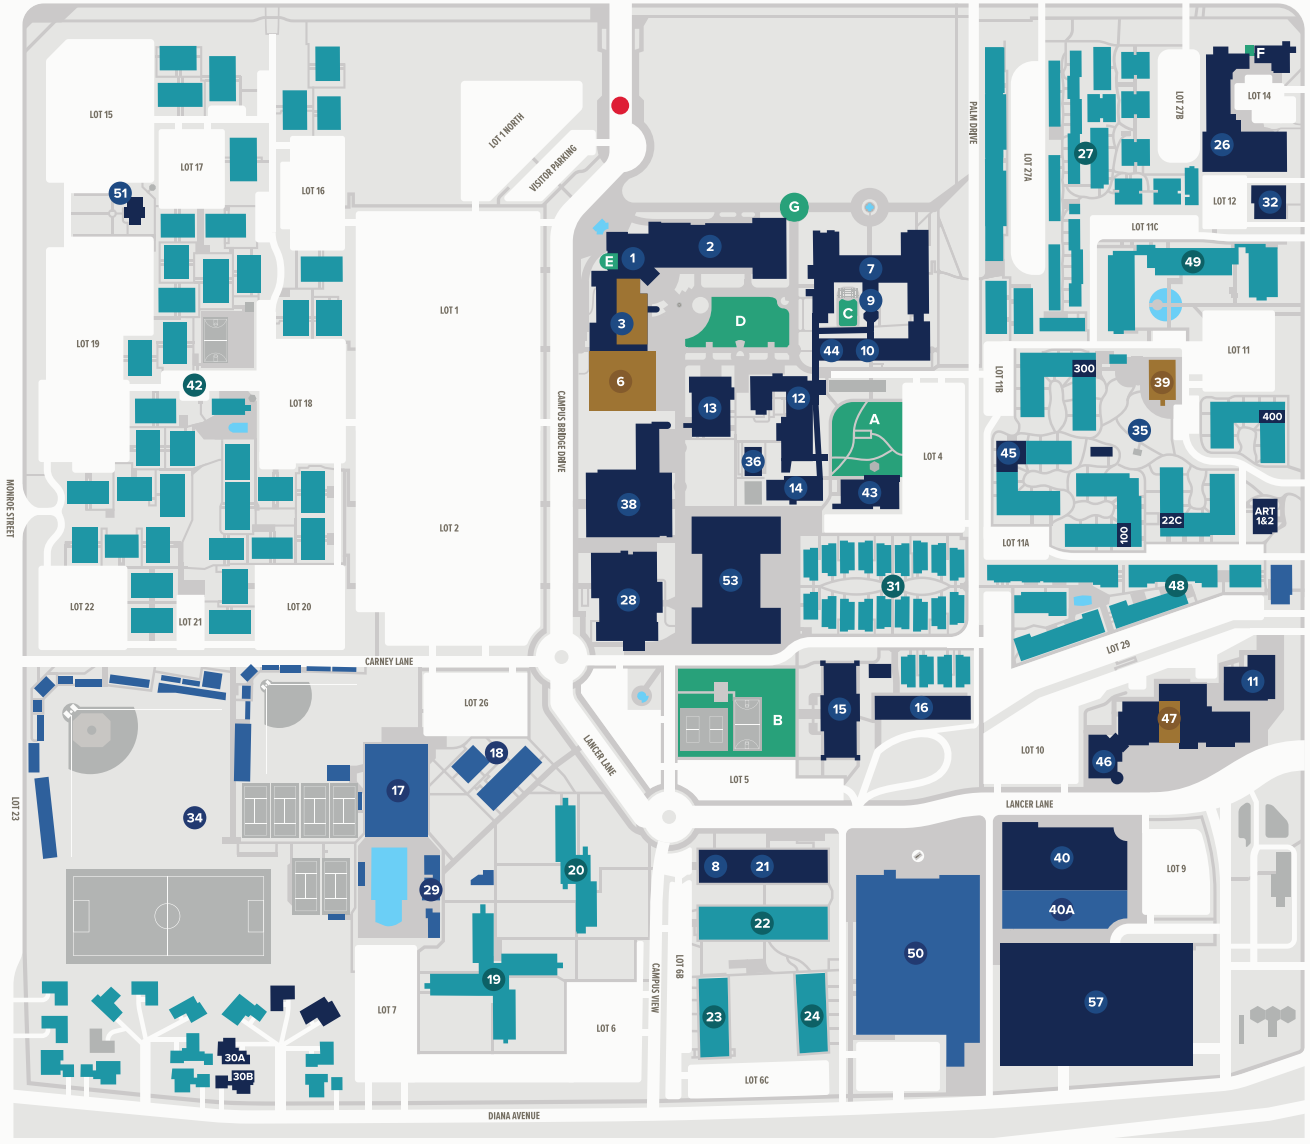 F
LOT 14
LOT 15
LOT 1 NORTH
VISITOR PARKING
PALM DRIVE
LOT 27A
LOT 27B
27
26
LOT 17
LOT 16
51
LOT 12
32
G
LOT 11C
E
1
2
7
49
9
LOT 1
3
D
C
LOT 19
44
10
LOT 11
42
6
300
LOT 11B
39
LOT 18
13
12
A
400
CAMPUS BRIDGE DRIVE
35
36
LOT 4
45
MONROE STREET
14
43
38
LOT 2
22C
ART
1&2
100
LOT 11A
53
31
48
28
LOT 22
LOT 21
LOT 20
LOT 29
CARNEY LANE
11
LOT 2G
15
16
B
47
18
LANCER LANE
LOT 10
46
17
LOT 5
LOT 23
34
LANCER LANE
8
21
40
LOT 9
20
29
40A
22
50
19
LOT 6B
CAMPUS VIEW
57
LOT 7
23
24
LOT 6
30A
30B
LOT 6C
DIANA AVENUE